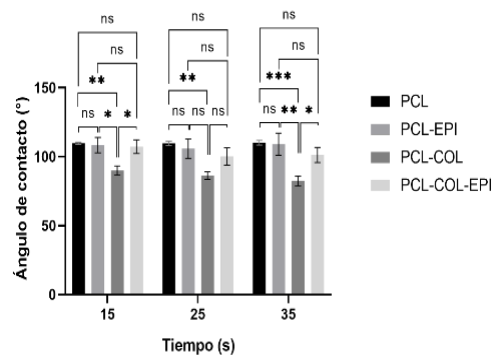 ns ns ns
ns ns ns
** ** ***
ns * * ns ns ns ns ** *
150
100
50
0
15 25 35
Ángulo de contacto (°)
Tiempo (s)
PCL
PCL-EPI
PCL-COL
PCL-COL-EPI